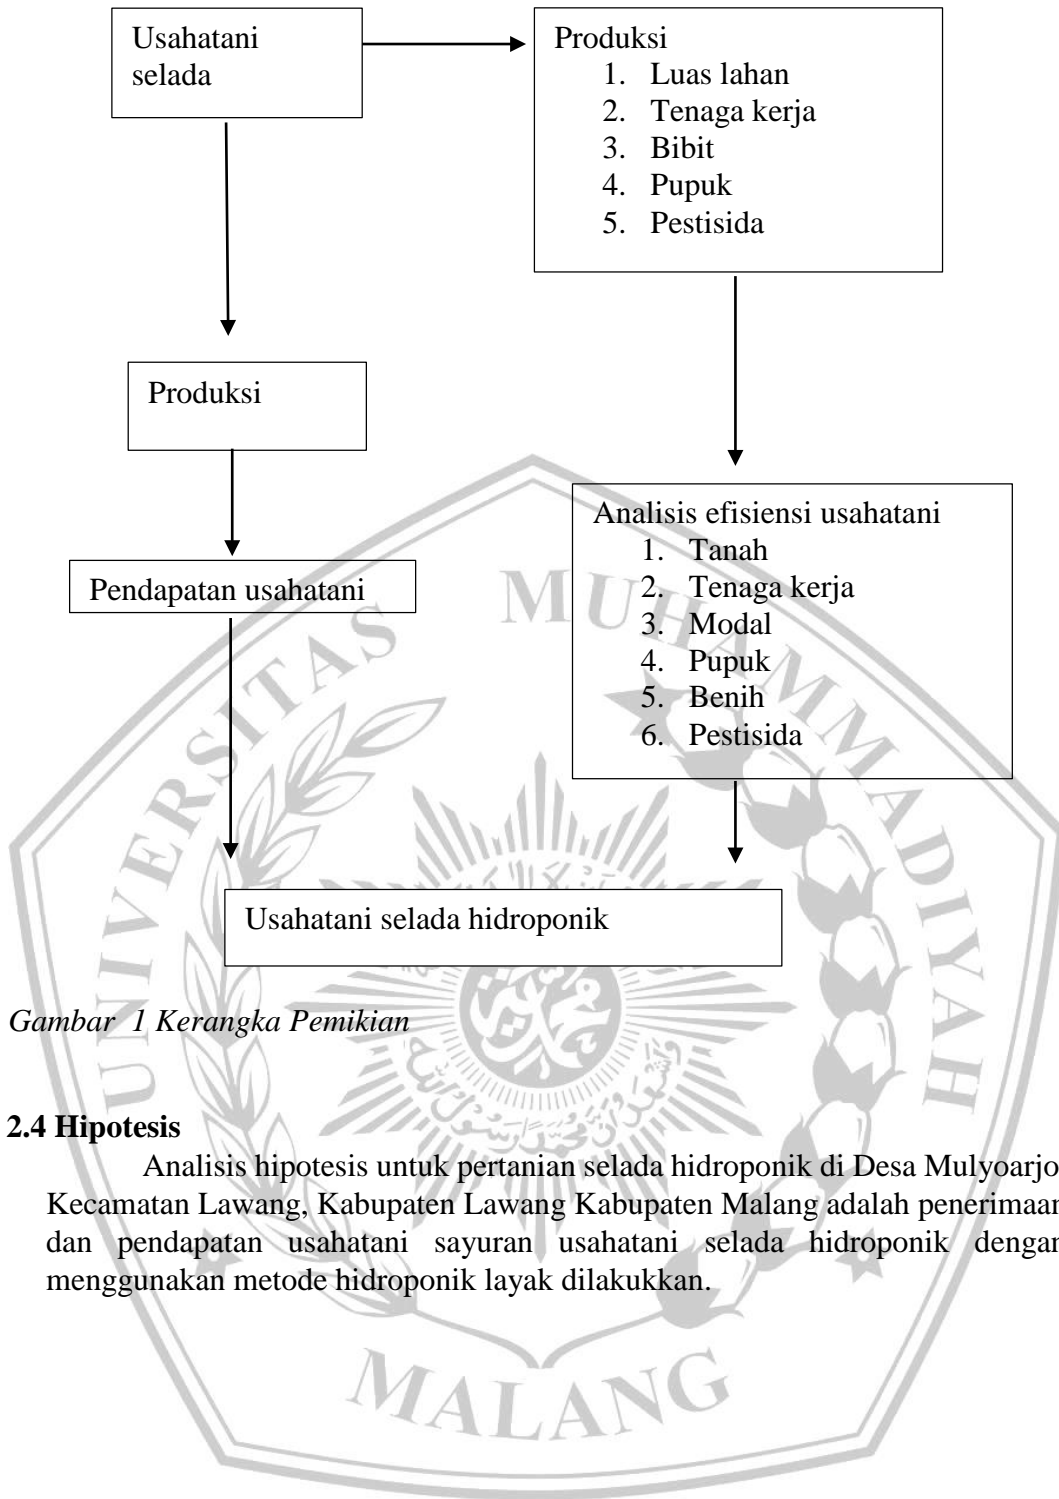 Usahatani
selada
Produksi
1. Luas lahan
2. Tenaga kerja
3. Bibit
4. Pupuk
5. Pestisida
Produksi
Pendapatan usahatani
Analisis efisiensi usahatani
1. Tanah
2. Tenaga kerja
3. Modal
4. Pupuk
5. Benih
6. Pestisida
Usahatani selada hidroponik
Gambar 1 Kerangka Pemikian
2.4 Hipotesis
Analisis hipotesis untuk pertanian selada hidroponik di Desa Mulyoarjo
Kecamatan Lawang, Kabupaten Lawang Kabupaten Malang adalah penerimaan
dan pendapatan usahatani sayuran usahatani selada hidroponik dengan
menggunakan metode hidroponik layak dilakukkan.
UNIVERSITAS MUHAMMADIYAH
MALANG